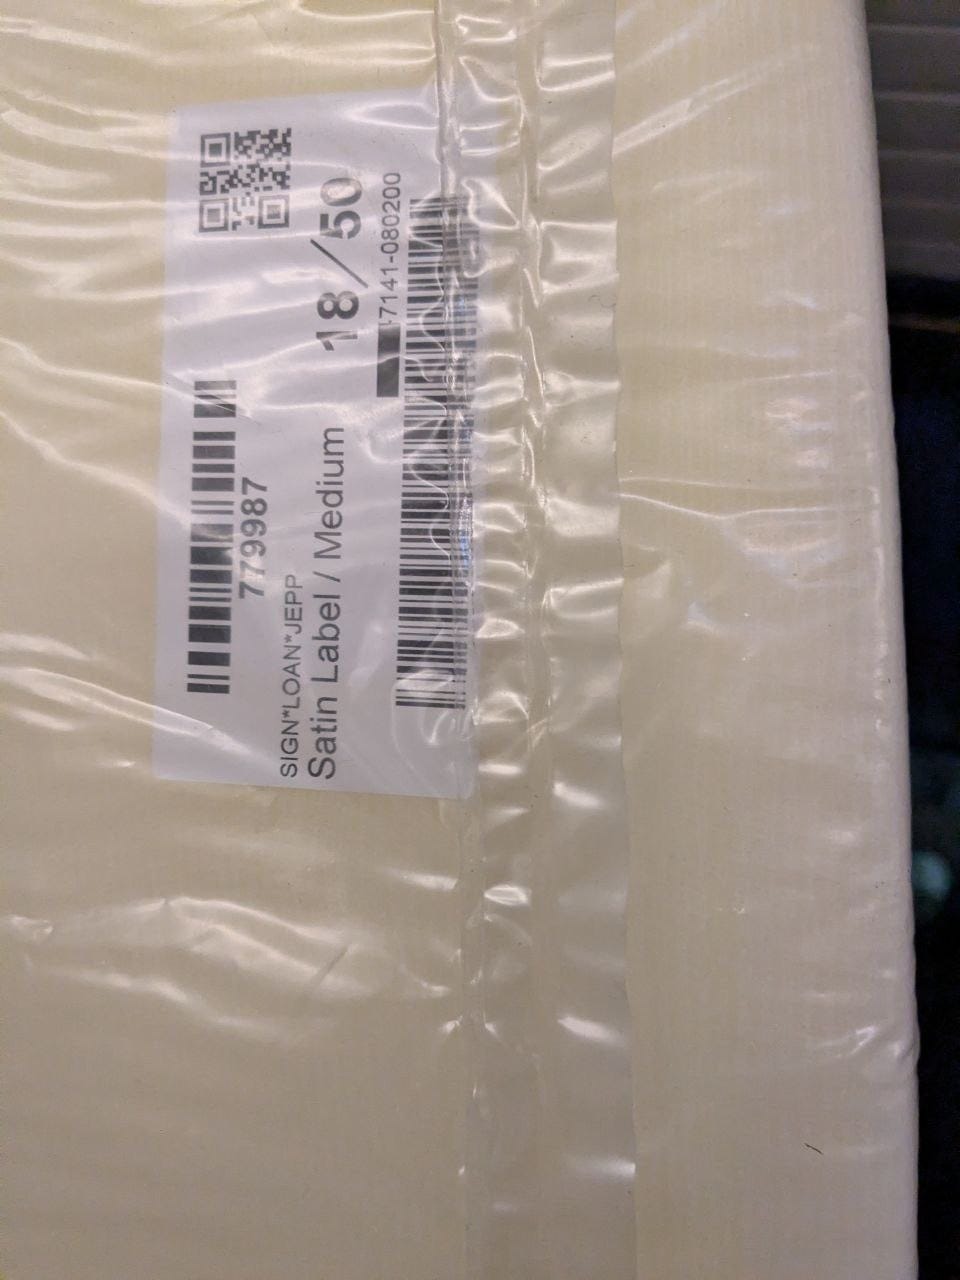 779987
SIGN*LOAN*JEPP
Satin Label / Medium
18/50
-7141-080200